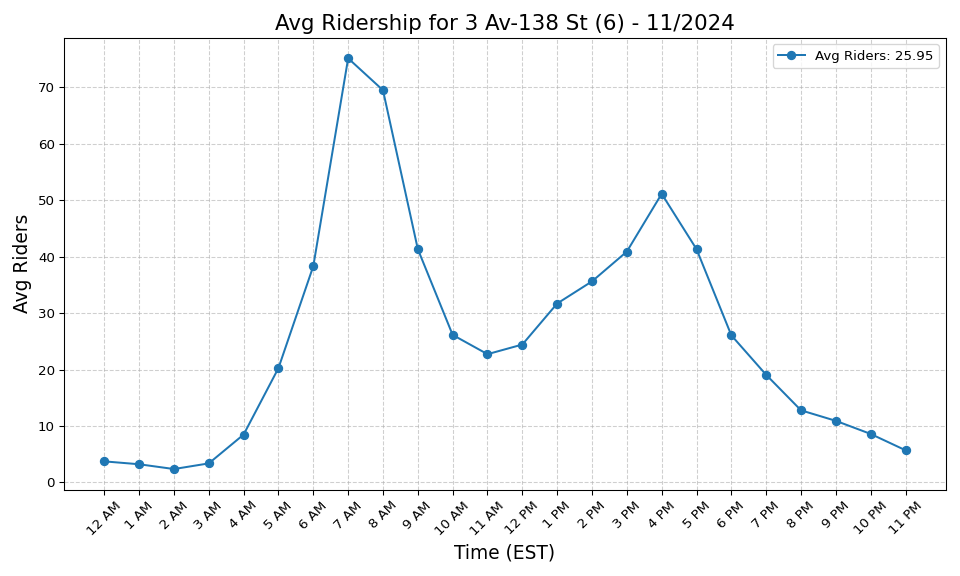 Avg Ridership for 3 Av-138 St (6) - 11/2024
Avg Riders: 25.95
Avg Riders
70
60
50
40
30
20
10
0
12 AM
1 AM
2 AM
3 AM
4 AM
5 AM
6 AM
7 AM
8 AM
9 AM
10 AM
11 AM
12 PM
1 PM
2 PM
3 PM
4 PM
5 PM
6 PM
7 PM
8 PM
9 PM
10 PM
11 PM
Time (EST)